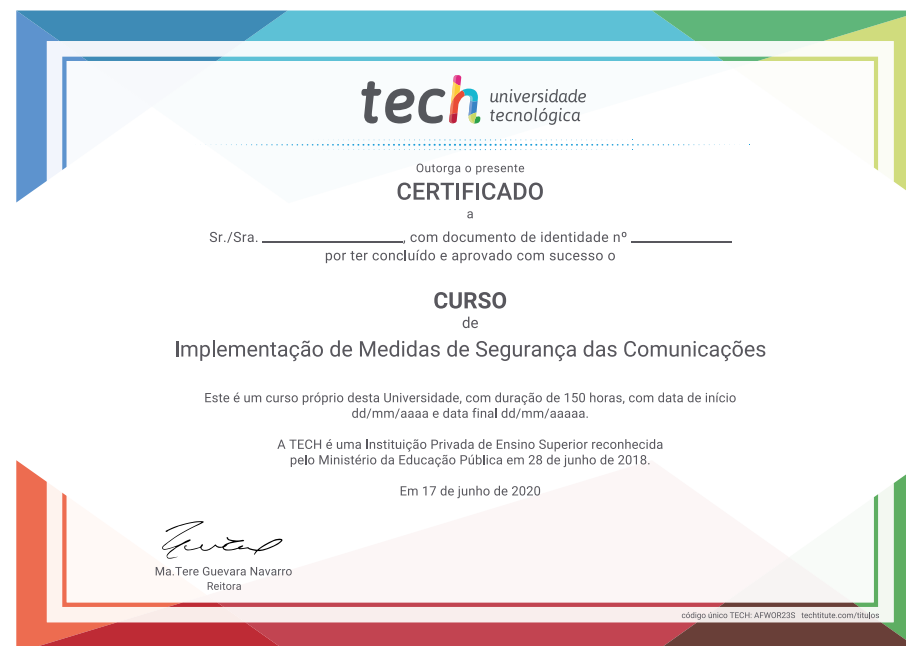 tech universidade
tecnológica
Outorga o presente
CERTIFICADO
a
Sr./Sra. ________________, com documento de identidade nº ____________
por ter concluído e aprovado com sucesso o
CURSO
de
Implementação de Medidas de Segurança das Comunicações
Este é um curso próprio desta Universidade, com duração de 150 horas, com data de início
dd/mm/aaaa e data final dd/mm/aaaaa.
A TECH é uma Instituição Privada de Ensino Superior reconhecida
pelo Ministério da Educação Pública em 28 de junho de 2018.
Em 17 de junho de 2020
Ma.Tere Guevara Navarro
Reitora
código único TECH: AFWOR23S techtitute.com/títulos